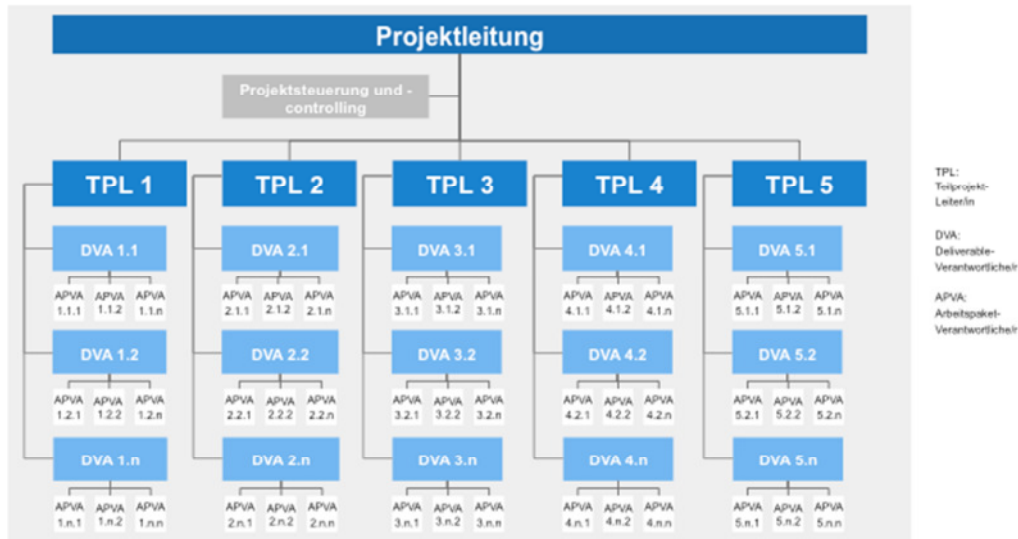 Projektleitung
Projektsteuerung und -
controlling
TPL 1 TPL 2 TPL 3 TPL 4 TPL 5
DVA 1.1 DVA 2.1 DVA 3.1 DVA 4.1 DVA 5.1
APVA APVA APVA APVA APVA APVA APVA APVA APVA APVA APVA APVA APVA APVA APVA
1.1.1 1.1.2 1.1.n 2.1.1 2.1.2 2.1.n 3.1.1 3.1.2 3.1.n 4.1.1 4.1.2 4.1.n 5.1.1 5.1.2 5.1.n
DVA 1.2 DVA 2.2 DVA 3.2 DVA 4.2 DVA 5.2
APVA APVA APVA APVA APVA APVA APVA APVA APVA APVA APVA APVA APVA APVA APVA
1.2.1 1.2.2 1.2.n 2.2.1 2.2.2 2.2.n 3.2.1 3.2.2 3.2.n 4.2.1 4.2.2 4.2.n 5.2.1 5.2.2 5.2.n
DVA 1.n DVA 2.n DVA 3.n DVA 4.n DVA 5.n
APVA APVA APVA APVA APVA APVA APVA APVA APVA APVA APVA APVA APVA APVA APVA
1.n.1 1.n.2 1.n.n 2.n.1 2.n.2 2.n.n 3.n.1 3.n.2 3.n.n 4.n.1 4.n.2 4.n.n 5.n.1 5.n.2 5.n.n
TPL:
Teilprojekt-
Leiter/in
DVA:
Deliverable-
Verantwortliche/r
APVA:
Arbeitspaket-
Verantwortliche/r